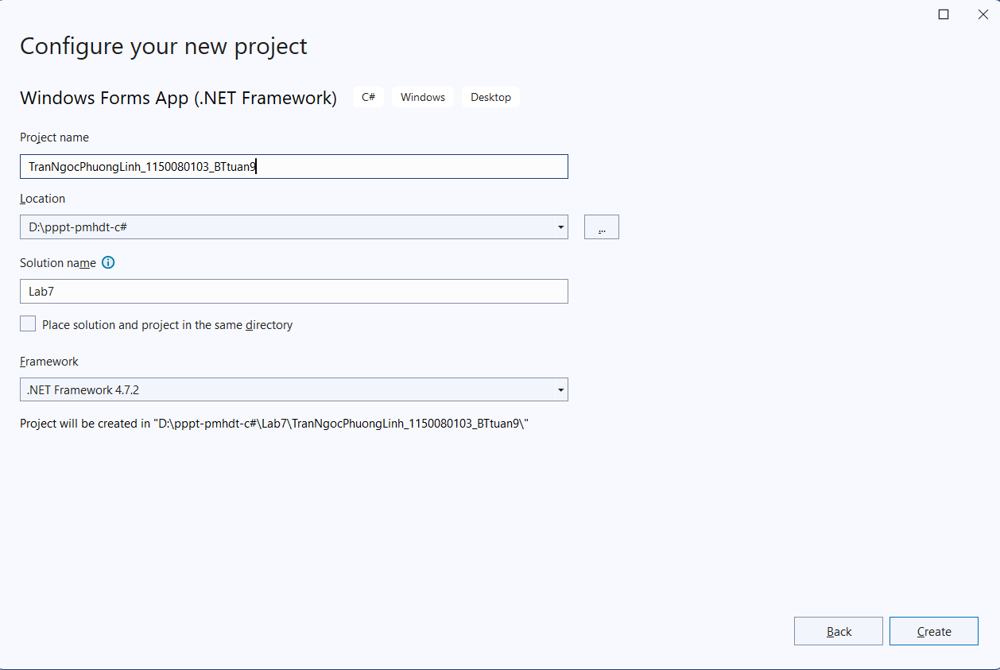 Configure your new project
Windows Forms App (.NET Framework) C# Windows Desktop
Project name
TranNgocPhuongLinh_1150080103_BTtuan9
Location
D:\pppt-pmhdt-c#
...
Solution name
Lab7
Place solution and project in the same directory
Framework
.NET Framework 4.7.2
Project will be created in "D:\pppt-pmhdt-c#\Lab7\TranNgocPhuongLinh_1150080103_BTtuan9\"
Back Create